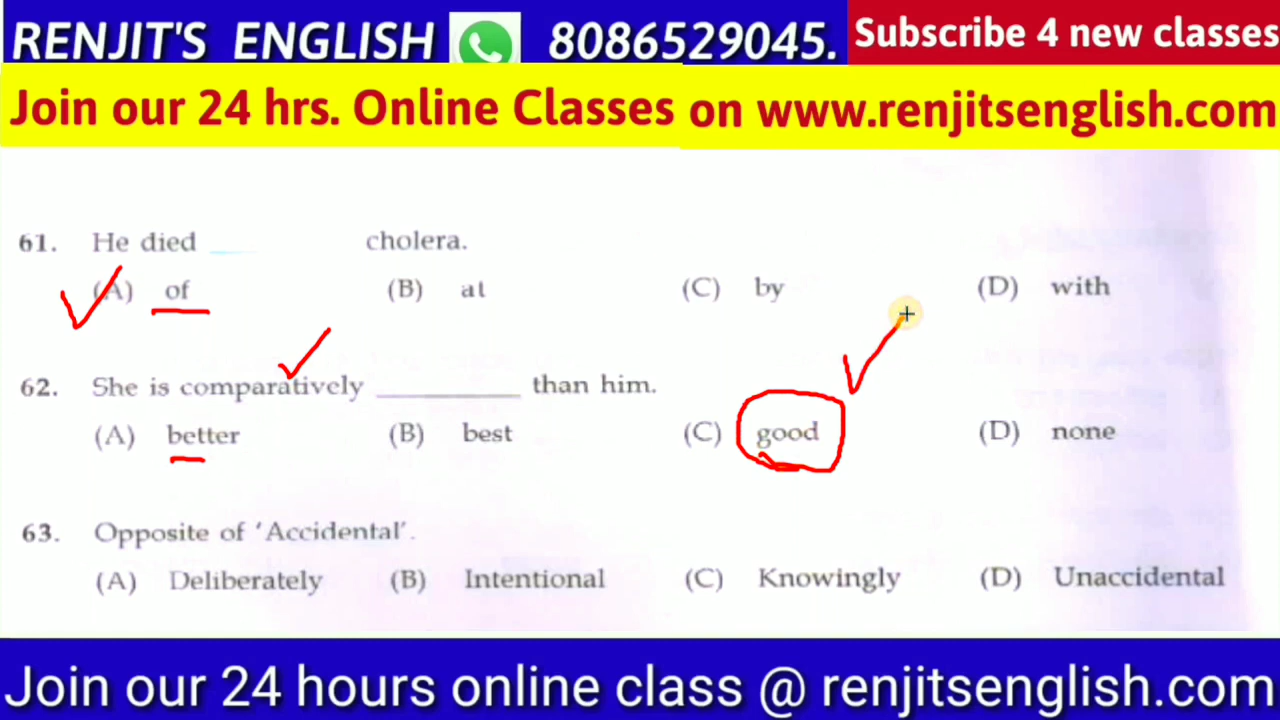 RENJIT'S ENGLISH 8086529045. Subscribe 4 new classes
Join our 24 hrs. Online Classes on www.renjitsenglish.com
61. He died ___ cholera.
(A) of (B) at (C) by (D) with
62. She is comparatively __________ than him.
(A) better (B) best (C) good (D) none
63. Opposite of 'Accidental'.
(A) Deliberately (B) Intentional (C) Knowingly (D) Unaccidental
Join our 24 hours online class @ renjitsenglish.com